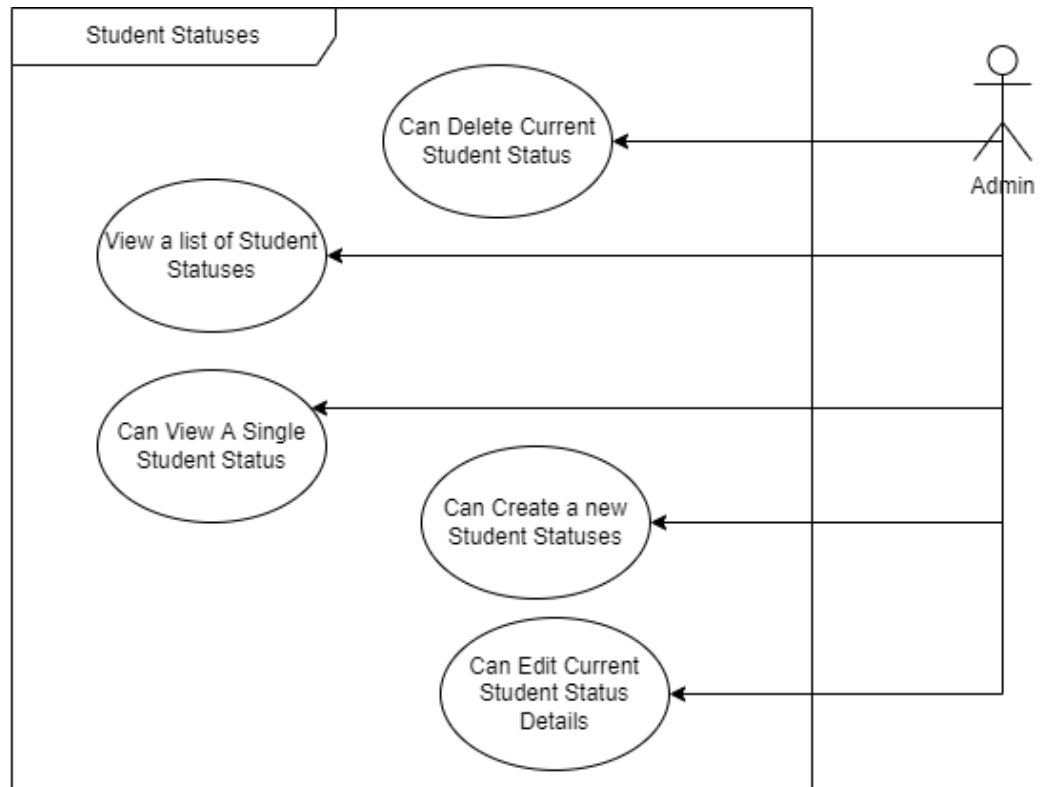 Student Statuses
Can Delete Current
Student Status
Admin
View a list of Student
Statuses
Can View A Single
Student Status
Can Create a new
Student Statuses
Can Edit Current
Student Status
Details